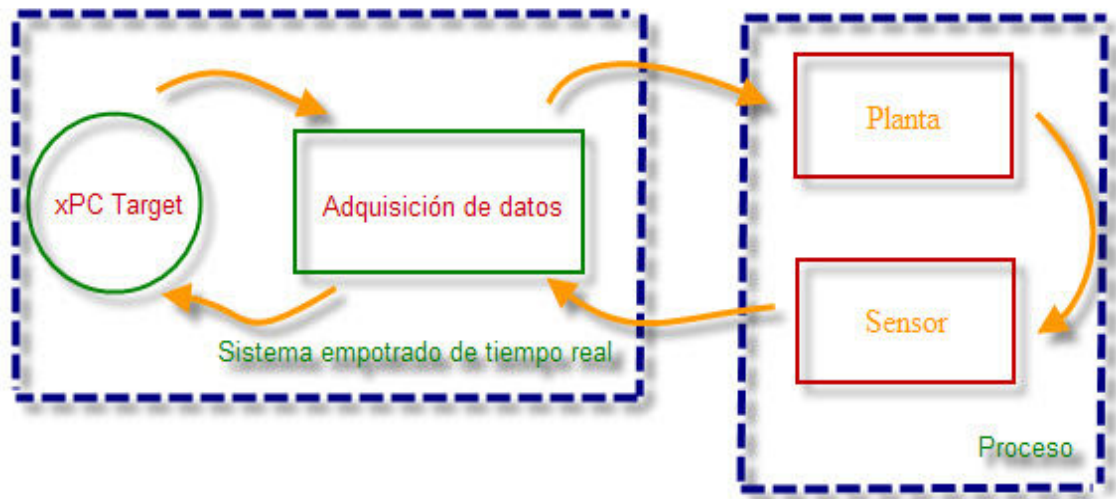 xPC Target
Adquisición de datos
Sistema empotrado de tiempo real
Planta
Sensor
Proceso